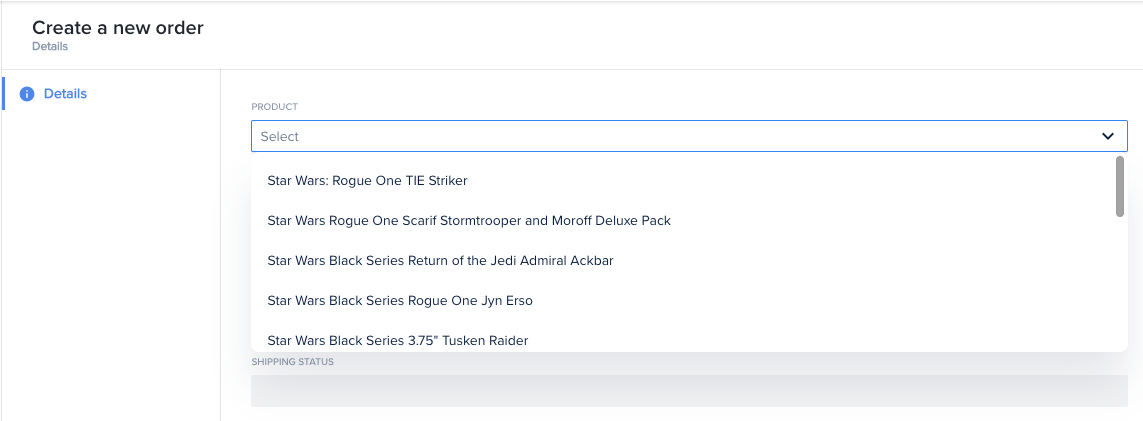 Create a new order
Details
Details
PRODUCT
Select
Star Wars: Rogue One TIE Striker
Star Wars Rogue One Scarif Stormtrooper and Moroff Deluxe Pack
Star Wars Black Series Return of the Jedi Admiral Ackbar
Star Wars Black Series Rogue One Jyn Erso
Star Wars Black Series 3.75" Tusken Raider
SHIPPING STATUS